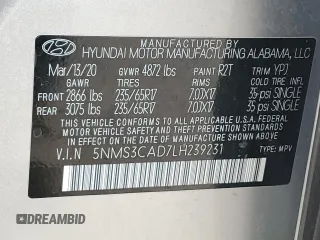 MANUFACTURED BY
HYUNDAI MOTOR MANUFACTURING ALABAMA, LLC
Mar/13/20 GVWR 4872 lbs PAINT R2T TRIM YPJ
GAWR TIRES RIMS COLD TIRE
FRONT 2866 lbs 235/65R17 7.0JX17 35 psi SINGLE
REAR 3075 lbs 235/65R17 7.0JX17 35 psi SINGLE
THIS VEHICLE CONFORMS TO ALL APPLICABLE
FEDERAL MOTOR VEHICLE SAFETY, BUMPER, AND
THEFT PREVENTION STANDARDS IN EFFECT ON
THE DATE OF MANUFACTURE SHOWN ABOVE.
V.I.N 5NMS3CAD7LH239231 TYPE: MPV
© DREAMBID DREAMBID.COM